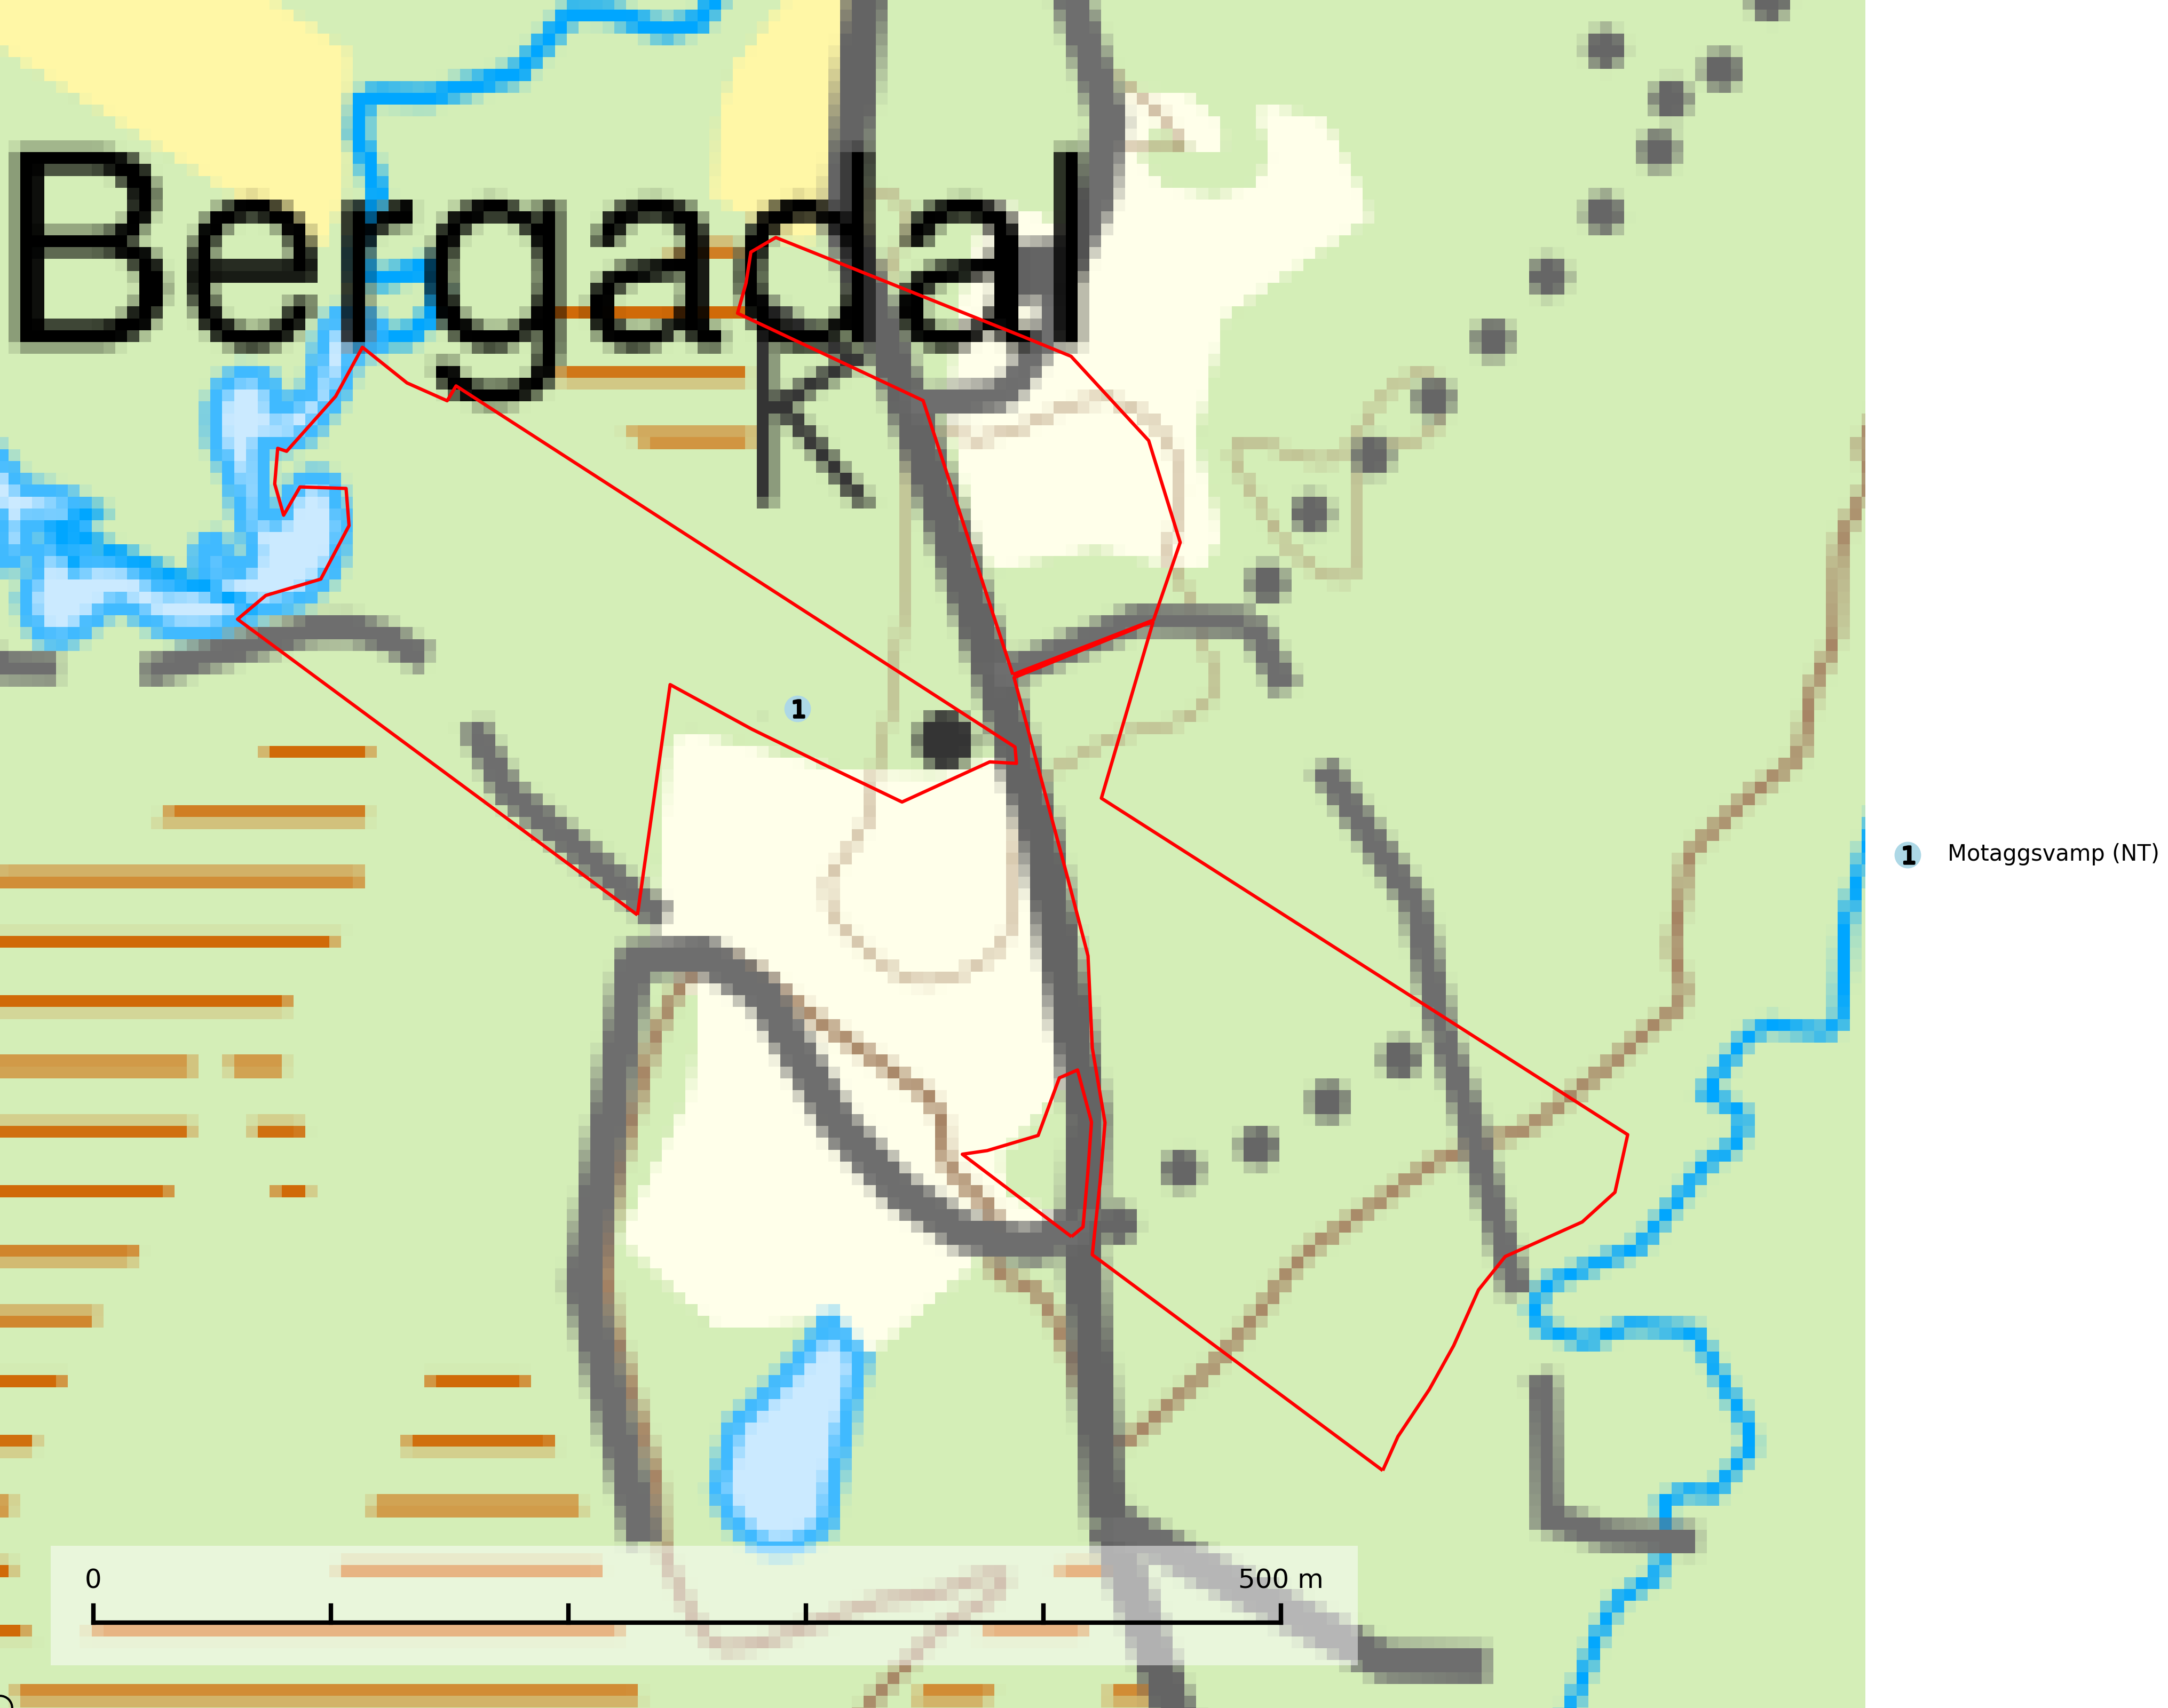 Bergadal
K
1
1 Motaggsvamp (NT)
0 500 m